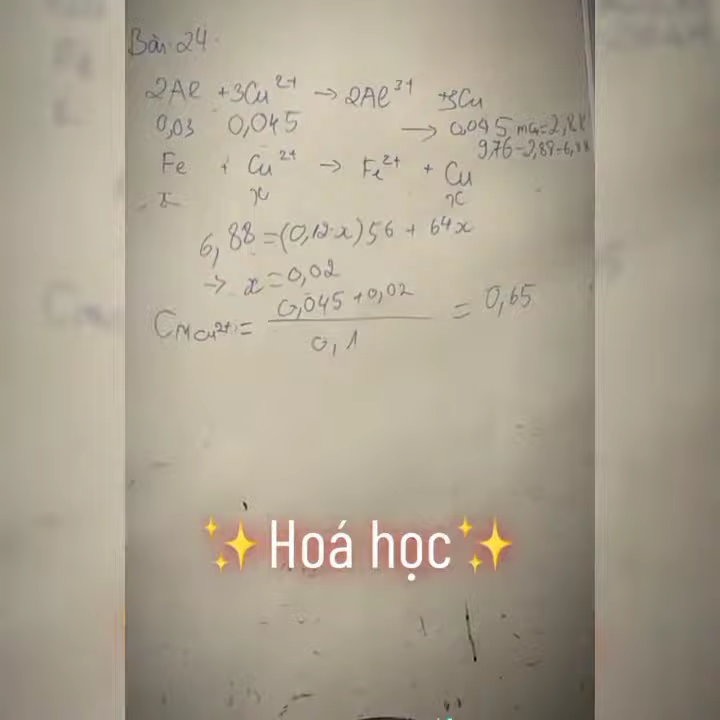 Bài 24.
2Al + 3Cu²⁺ → 2Al³⁺ + 3Cu
0,03 0,045 → 0,045 mCu = 2,88
9,76 - 2,88 = 6,88
Fe + Cu²⁺ → Fe²⁺ + Cu
x x
6,88 = (0,12-x)56 + 64x
→ x = 0,02
CM Cu²⁺ = (0,045 + 0,02) / 0,1 = 0,65
✨Hoá học✨